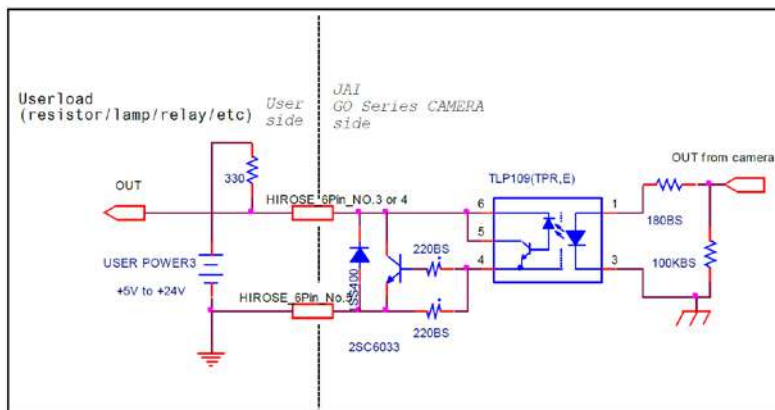 JAI
GO Series CAMERA
side
User
side
Userload
(resistor/lamp/relay/etc)
330
OUT
HIROSE_6Pin_NO.3 or 4
TLP109(TPR,E)
OUT from camera
6
1
5
180BS
220BS
4
3
100KBS
USER POWER3
+5V to +24V
HIROSE_6Pin_No.5
220BS
2SC6033